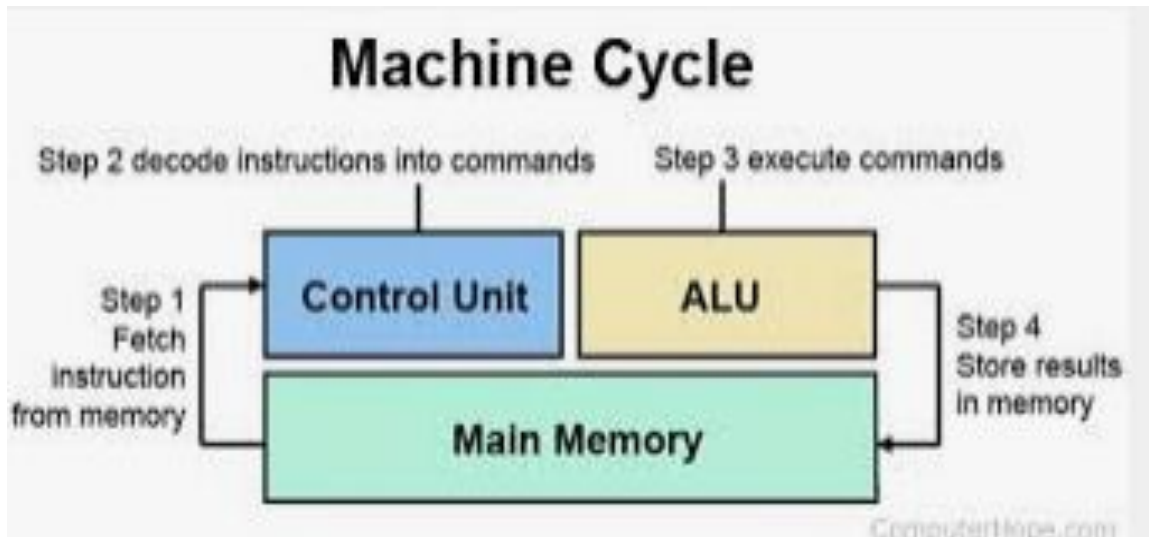 Machine Cycle
Step 2 decode instructions into commands
Step 3 execute commands
Control Unit
ALU
Step 1
Fetch
instruction
from memory
Step 4
Store results
in memory
Main Memory
ComputerHope.com